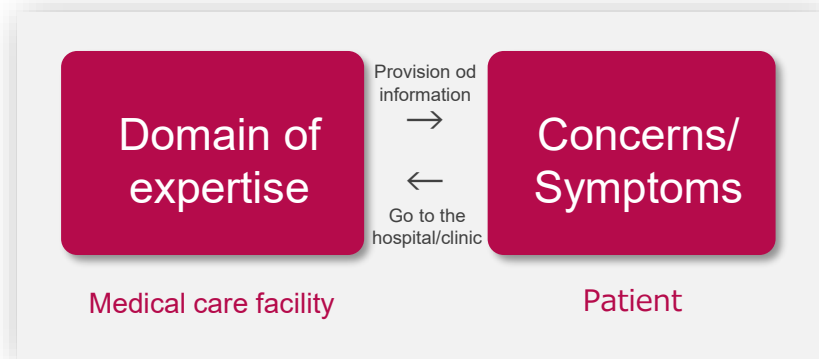 Domain of
expertise
Provision od
information
→
←
Go to the
hospital/clinic
Concerns/
Symptoms
Medical care facility
Patient